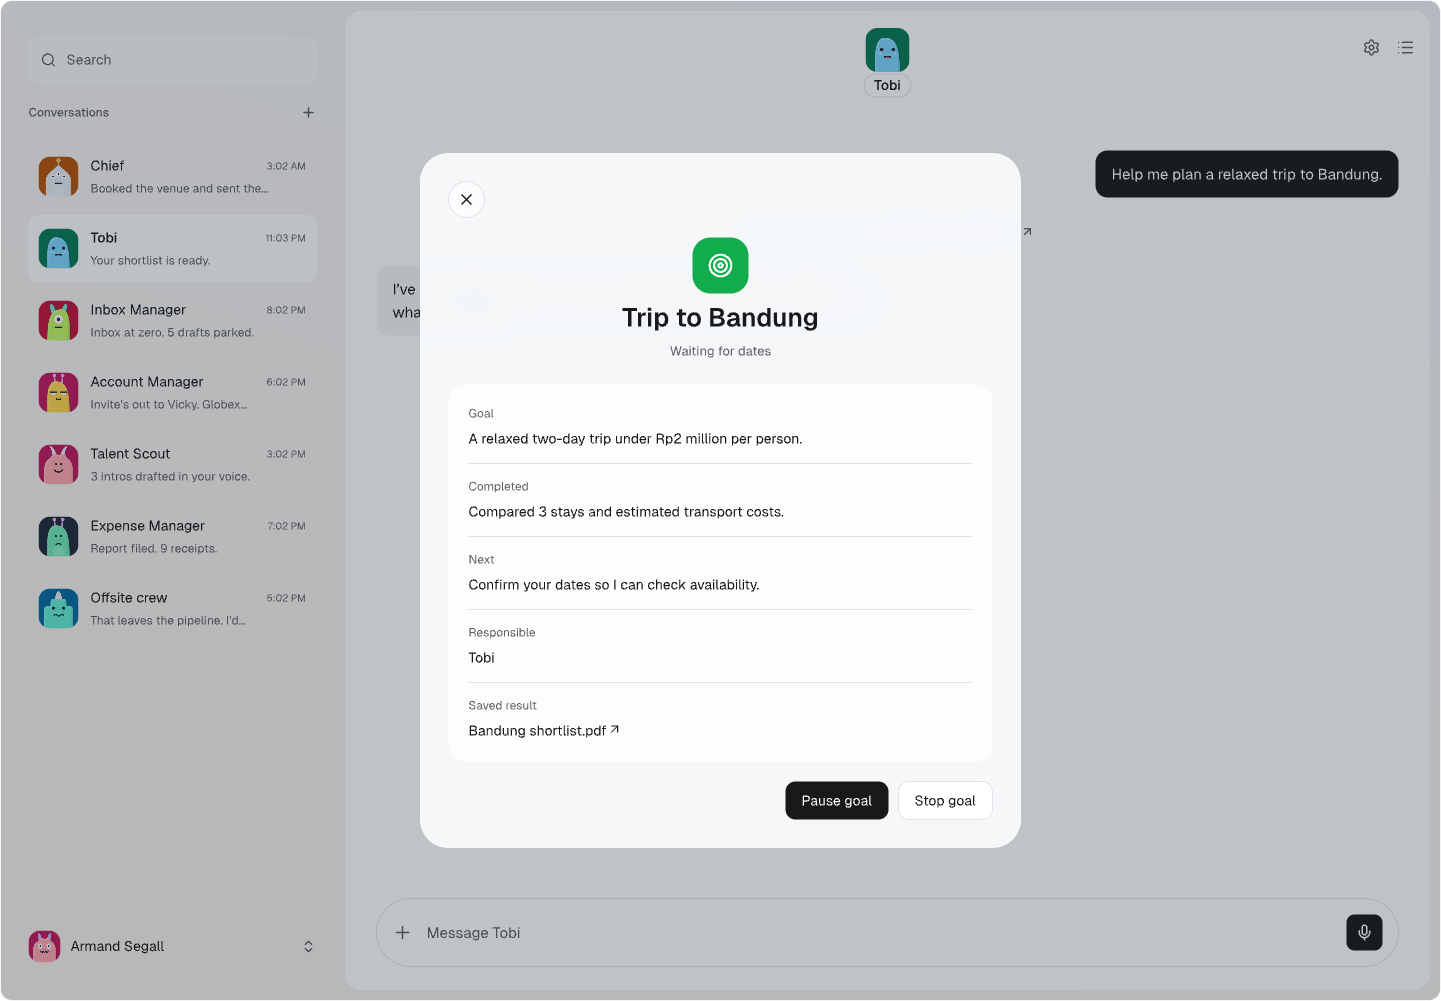 Search
Conversations
Chief
3:02 AM
Booked the venue and sent the...
Tobi
11:03 PM
Your shortlist is ready.
Inbox Manager
8:02 PM
Inbox at zero. 5 drafts parked.
Account Manager
6:02 PM
Invite's out to Vicky. Globex...
Talent Scout
3:02 PM
3 intros drafted in your voice.
Expense Manager
7:02 PM
Report filed. 9 receipts.
Offsite crew
5:02 PM
That leaves the pipeline. I'd...
Armand Segall
Tobi
Help me plan a relaxed trip to Bandung.
I've
wha
Trip to Bandung
Waiting for dates
Goal
A relaxed two-day trip under Rp2 million per person.
Completed
Compared 3 stays and estimated transport costs.
Next
Confirm your dates so I can check availability.
Responsible
Tobi
Saved result
Bandung shortlist.pdf
Pause goal
Stop goal
Message Tobi